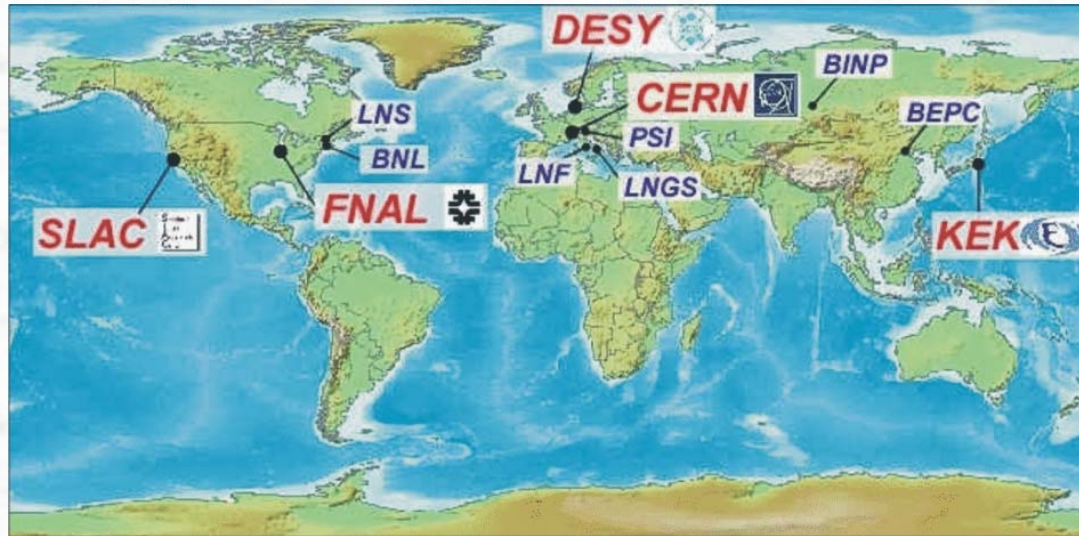 DESY
CERN
BINP
LNS
BEPC
BNL
PSI
LNF
LNGS
FNAL
SLAC
KEK